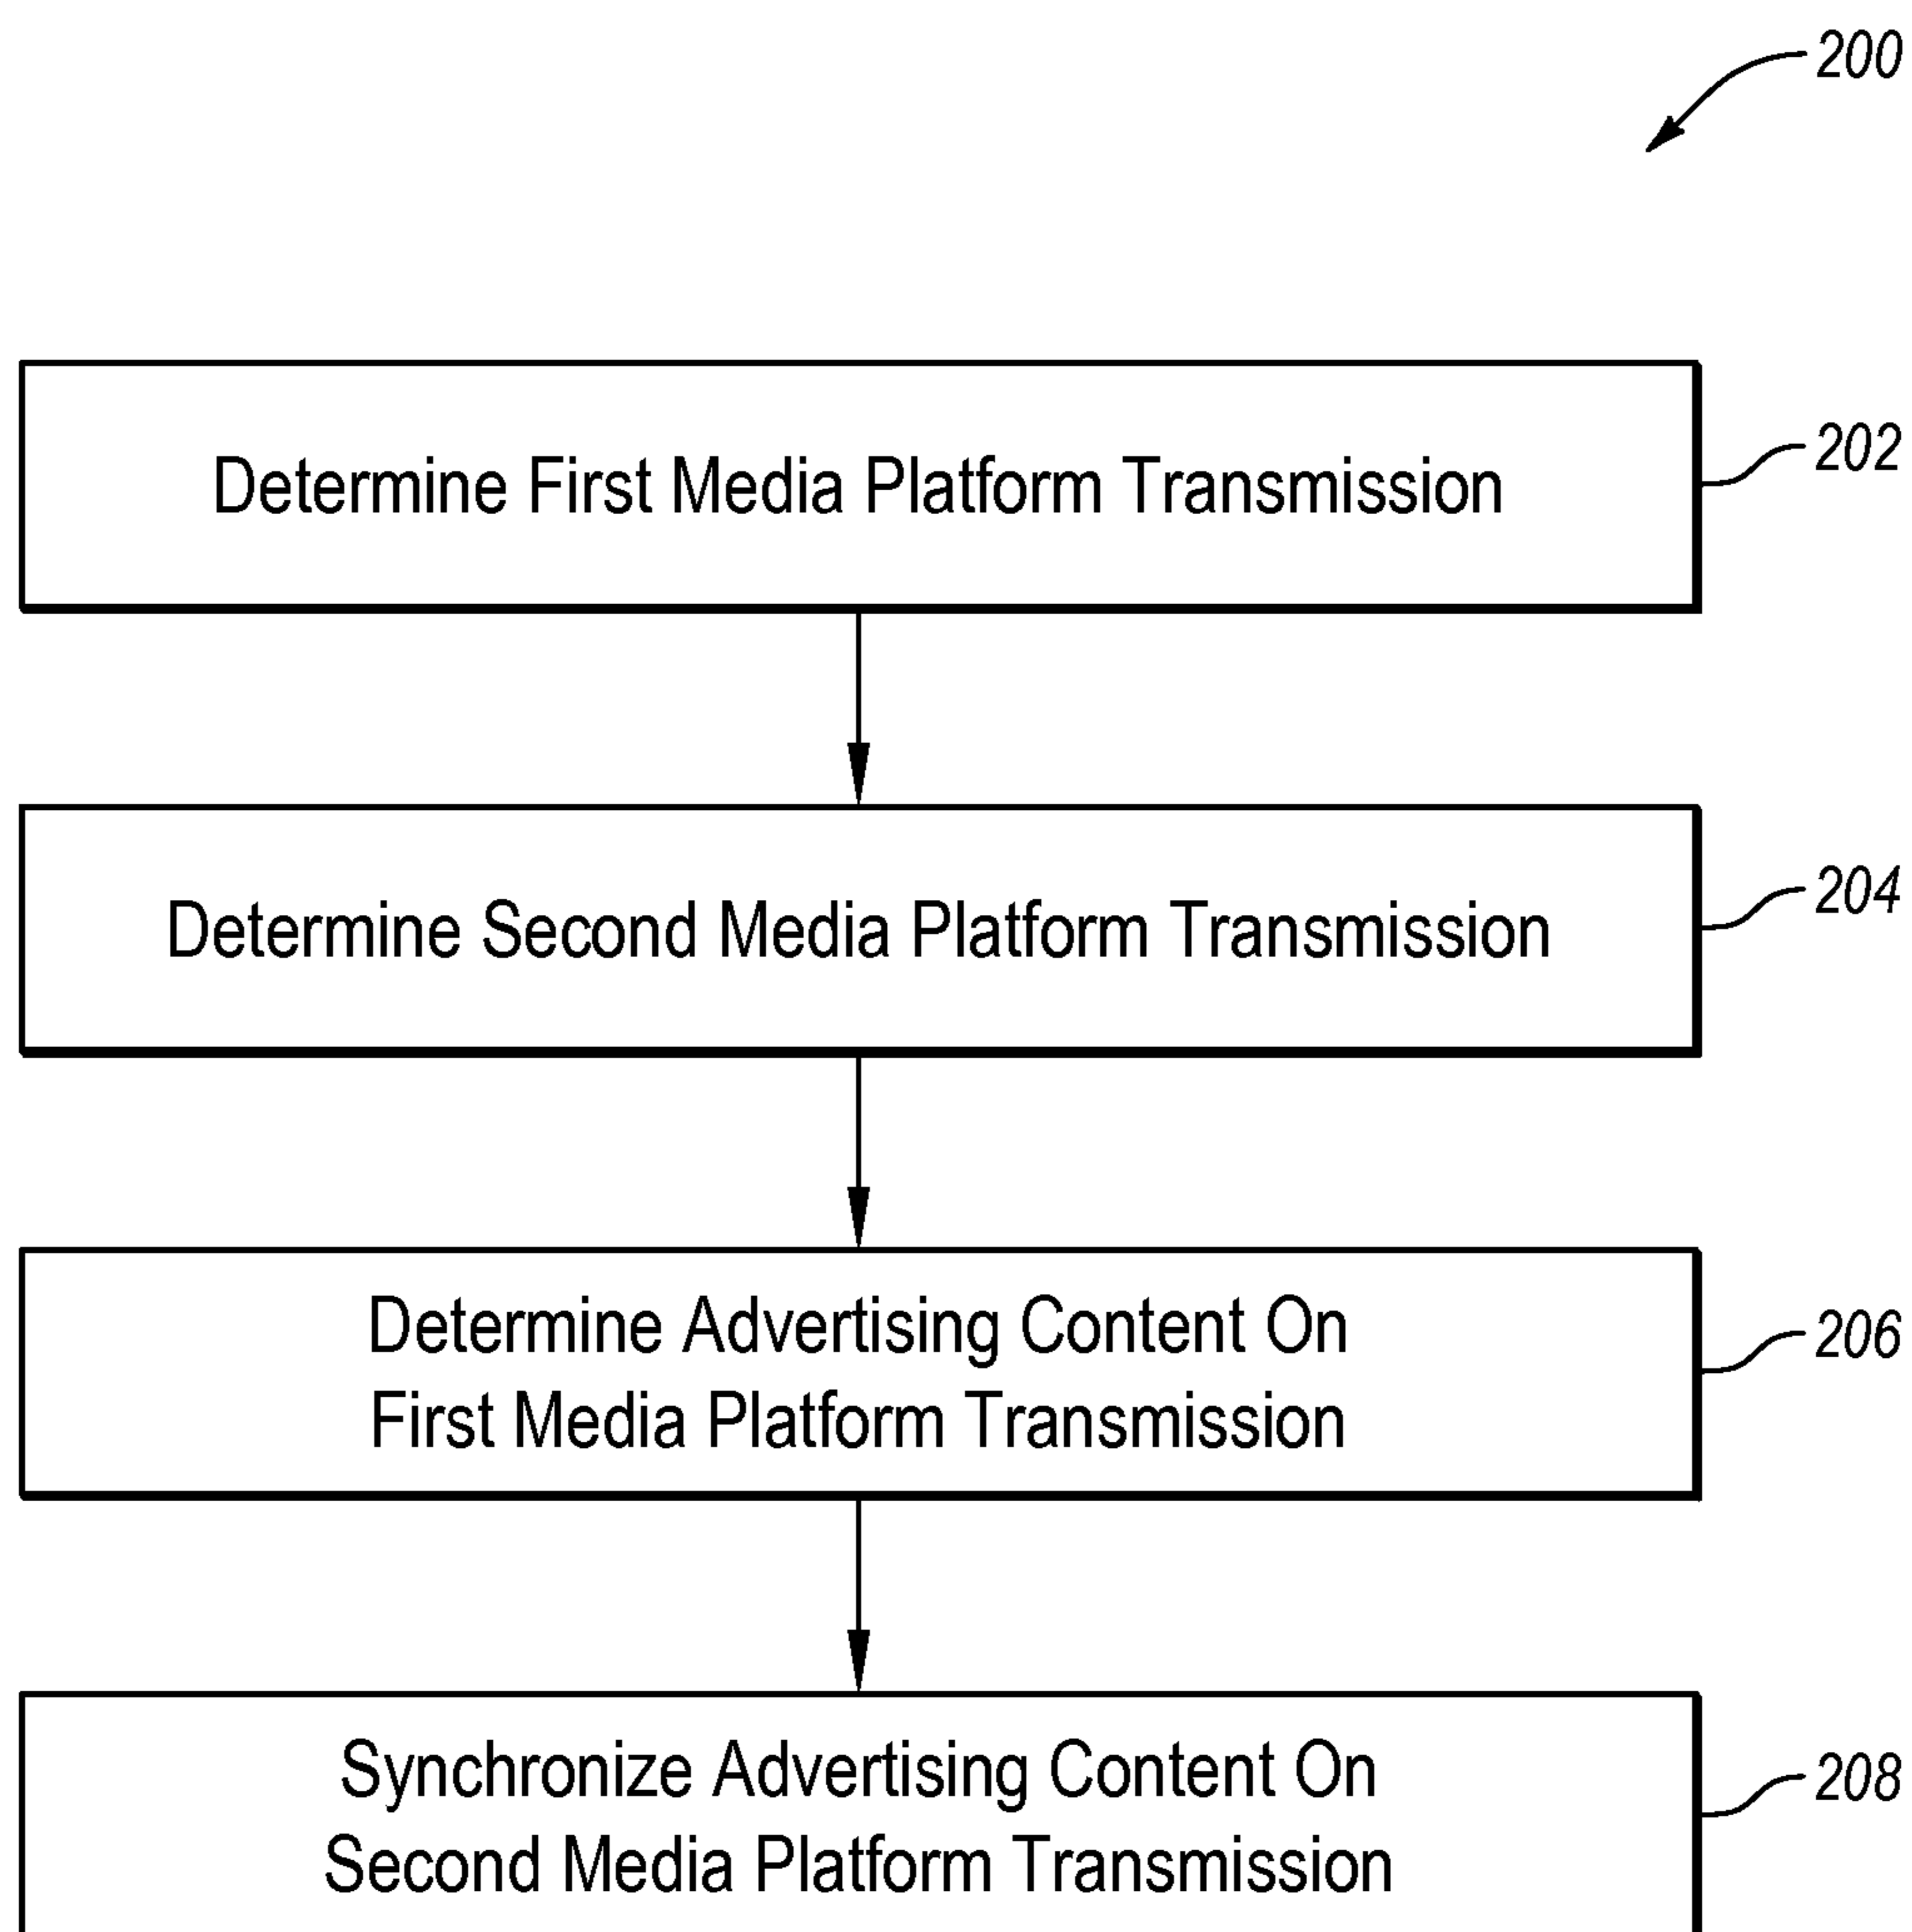 200
Determine First Media Platform Transmission
202
Determine Second Media Platform Transmission
204
Determine Advertising Content On
First Media Platform Transmission
206
Synchronize Advertising Content On
Second Media Platform Transmission
208